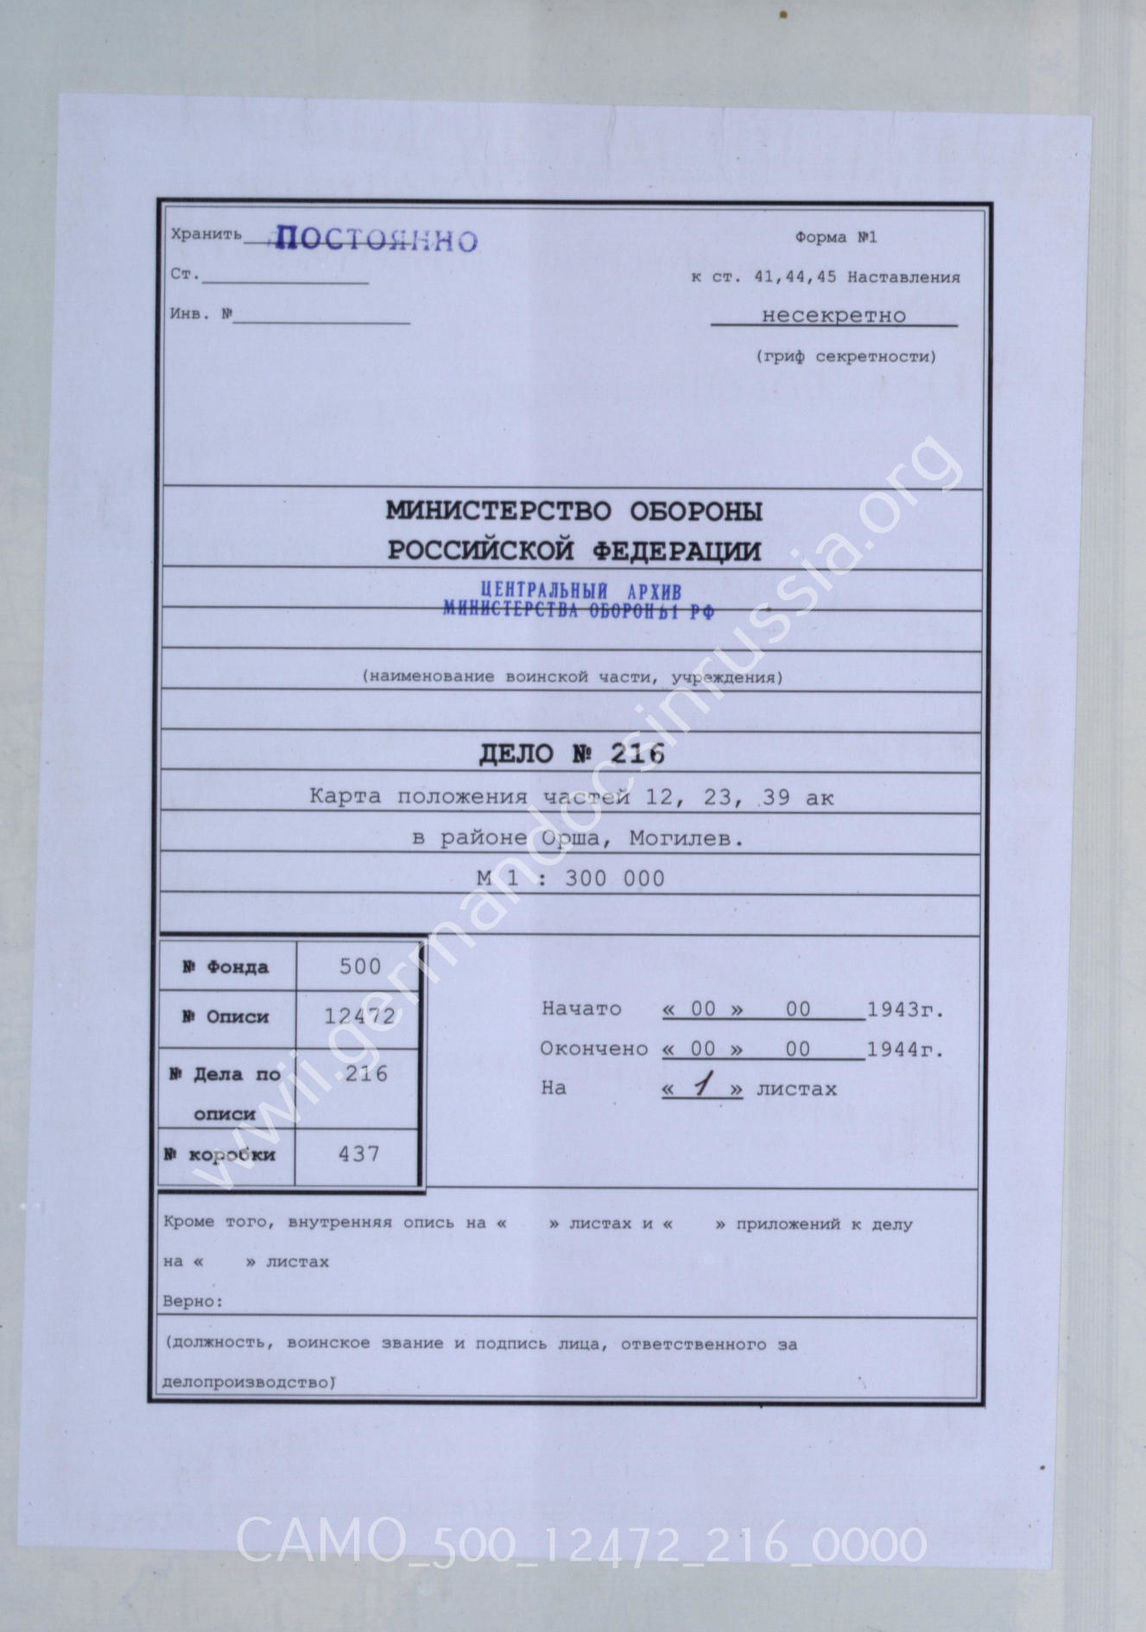 Хранить ПОСТОЯННО
Форма №1
Ст.
к ст. 41,44,45 Наставления
Инв. №
несекретно
(гриф секретности)
МИНИСТЕРСТВО ОБОРОНЫ
РОССИЙСКОЙ ФЕДЕРАЦИИ
ЦЕНТРАЛЬНЫЙ АРХИВ
МИНИСТЕРСТВА ОБОРОНЫ РФ
(наименование воинской части, учреждения)
ДЕЛО № 216
Карта положения частей 12, 23, 39 ак
в районе Орша, Могилев.
М 1 : 300 000
№ Фонда 500
№ Описи 12472
№ Дела по описи 216
№ коробки 437
Начато « 00 » 00 1943г.
Окончено « 00 » 00 1944г.
На « 1 » листах
Кроме того, внутренняя опись на « » листах и « » приложений к делу
на « » листах
Верно:
(должность, воинское звание и подпись лица, ответственного за
делопроизводство)
wwii.germandocsinrussia.org
CAMO_500_12472_216_0000